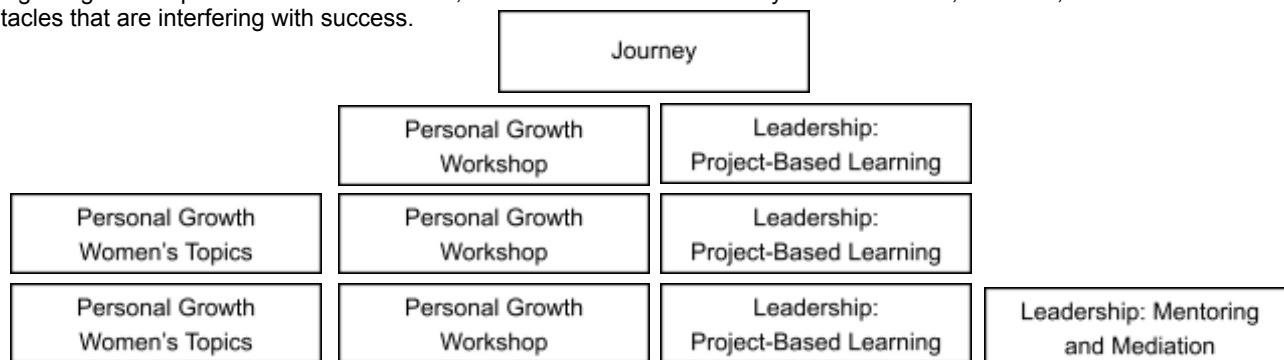 tacles that are interfering with success.
Journey
Personal Growth
Workshop
Leadership:
Project-Based Learning
Personal Growth
Women's Topics
Personal Growth
Workshop
Leadership:
Project-Based Learning
Personal Growth
Women's Topics
Personal Growth
Workshop
Leadership:
Project-Based Learning
Leadership: Mentoring
and Mediation